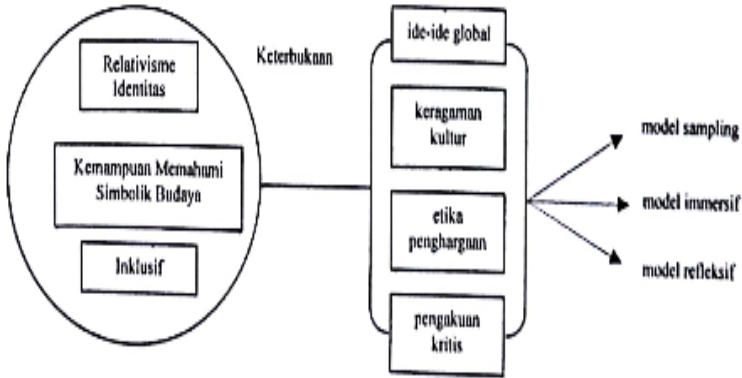 Relativisme
Identitas
Kemampuan Memahami
Simbolik Budaya
Inklusif
Keterbukaan
ide-ide global
keragaman
kultur
etika
penghargaan
pengakuan
kritis
model sampling
model immersif
model refleksif